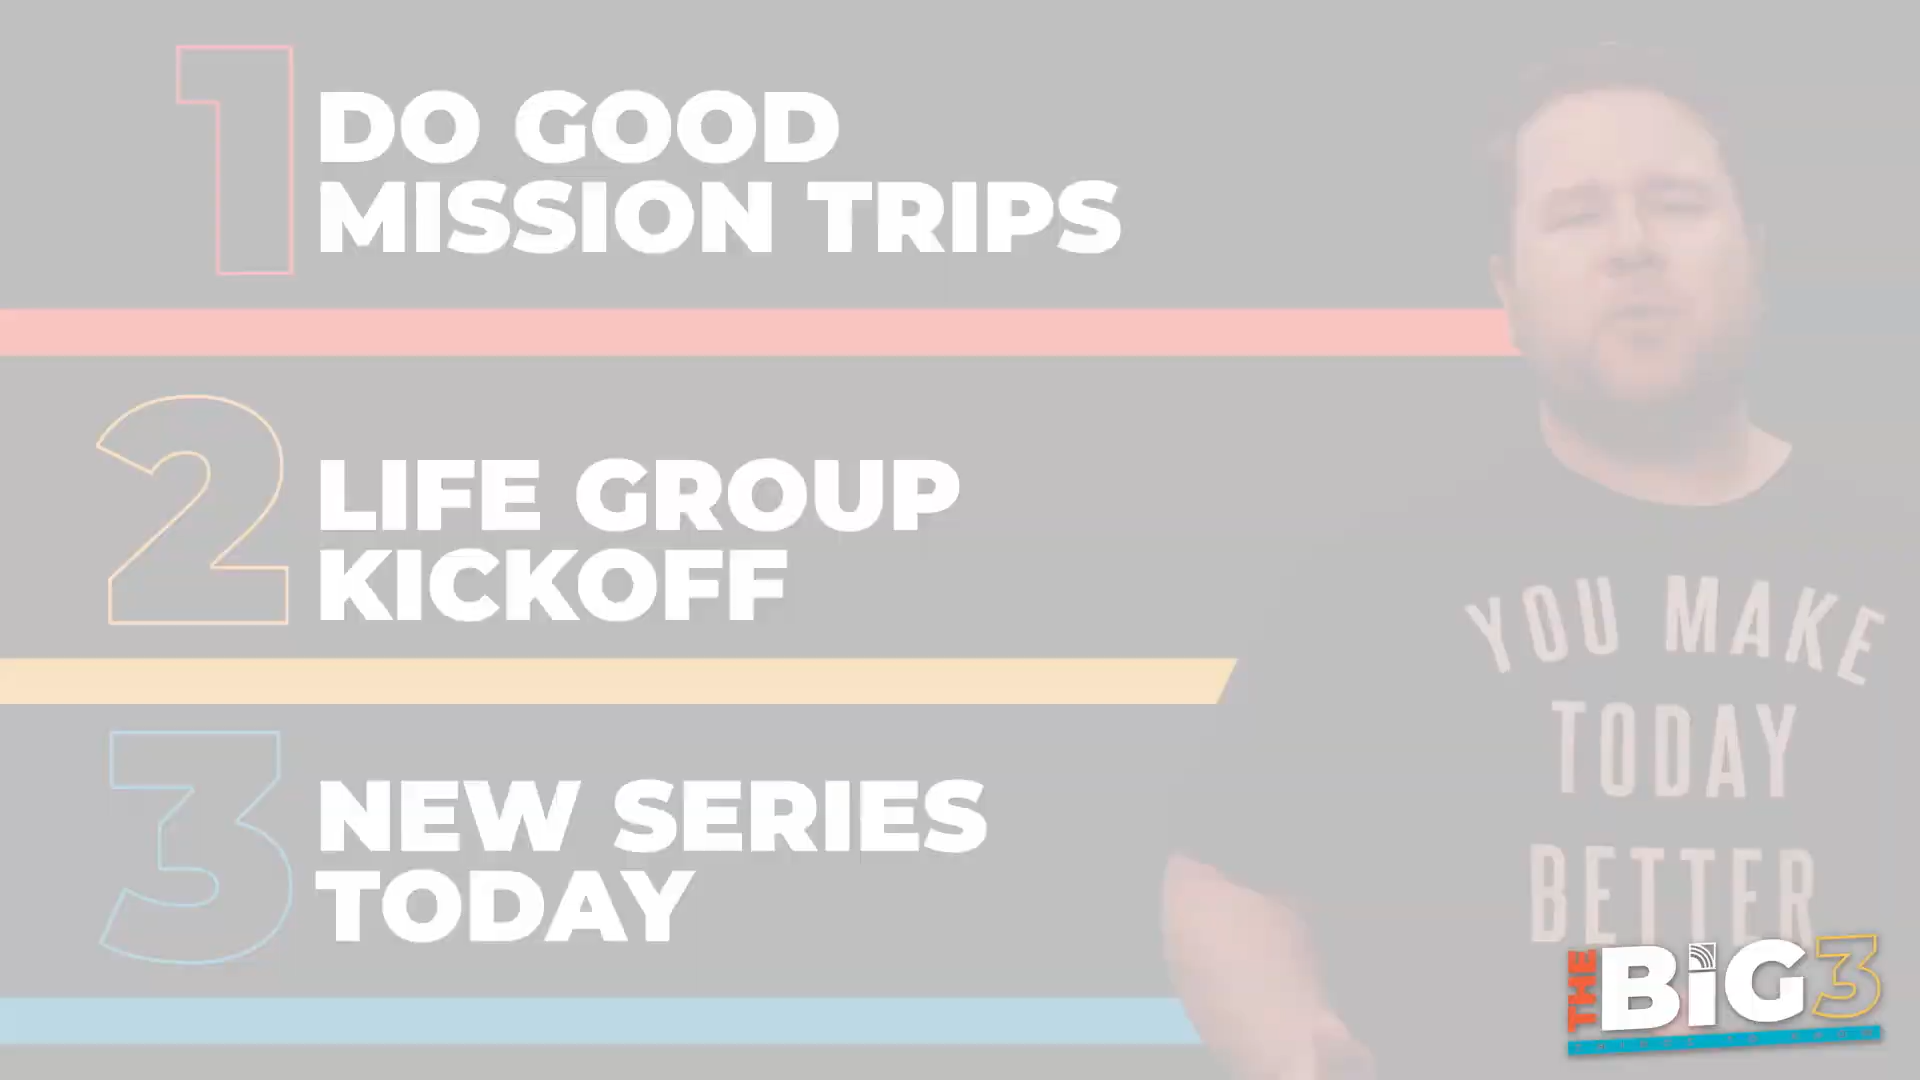 1
DO GOOD
MISSION TRIPS
2
LIFE GROUP
KICKOFF
3
NEW SERIES
TODAY
YOU MAKE
TODAY
BETTER
THE
BiG3